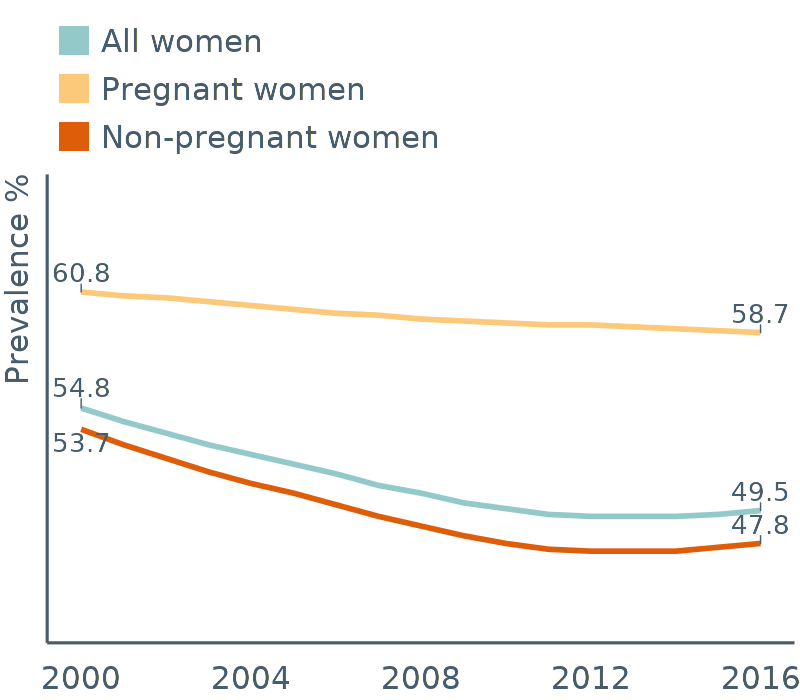 All women
Pregnant women
Non-pregnant women
Prevalence %
60.8
58.7
54.8
53.7
49.5
47.8
2000 2004 2008 2012 2016